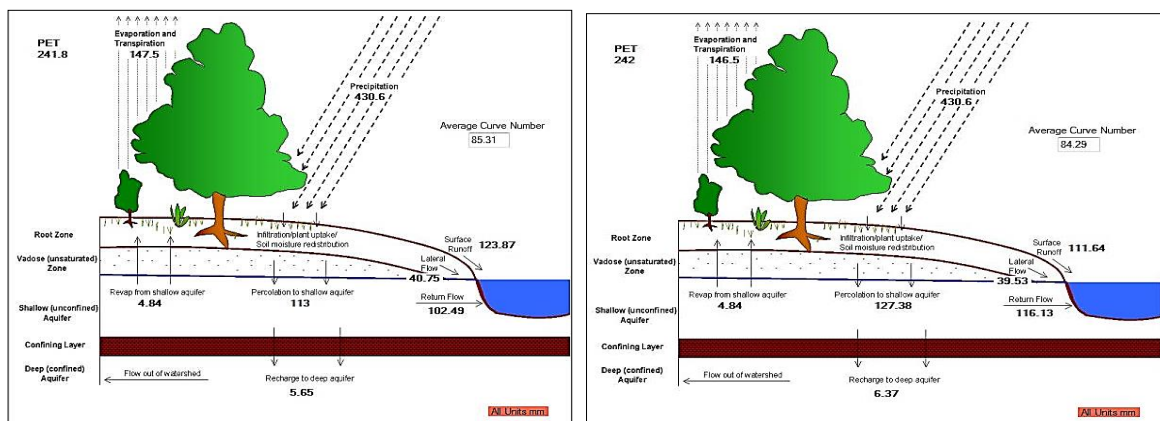 PET
241.8
Evaporation and
Transpiration
147.5
Precipitation
430.6
Average Curve Number
85.31
Root Zone
Infiltration/plant uptake/
Soil moisture redistribution
Surface
Runoff
123.87
Vadose (unsaturated)
Zone
Lateral
Flow
40.75
Revap from shallow aquifer
4.84
Percolation to shallow aquifer
113
Return Flow
102.49
Shallow (unconfined)
Aquifer
Confining Layer
Deep (confined)
Aquifer
Flow out of watershed
Recharge to deep aquifer
5.65
All Units mm
PET
242
Evaporation and
Transpiration
146.5
Precipitation
430.6
Average Curve Number
84.29
Root Zone
Infiltration/plant uptake/
Soil moisture redistribution
Surface
Runoff
111.64
Vadose (unsaturated)
Zone
Lateral
Flow
39.53
Revap from shallow aquifer
4.84
Percolation to shallow aquifer
127.38
Return Flow
116.13
Shallow (unconfined)
Aquifer
Confining Layer
Deep (confined)
Aquifer
Flow out of watershed
Recharge to deep aquifer
6.37
All Units mm